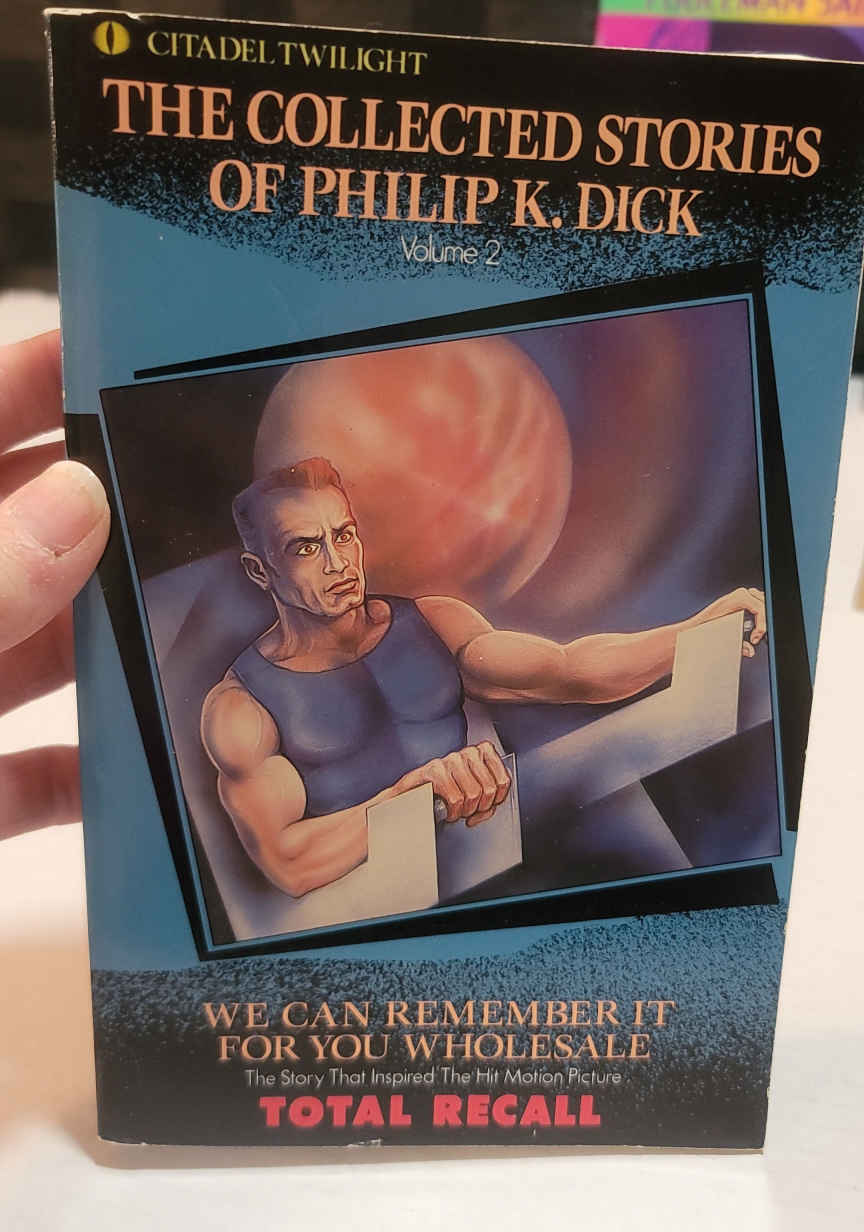 CITADEL TWILIGHT
THE COLLECTED STORIES
OF PHILIP K. DICK
Volume 2
WE CAN REMEMBER IT
FOR YOU WHOLESALE
The Story That Inspired The Hit Motion Picture
TOTAL RECALL